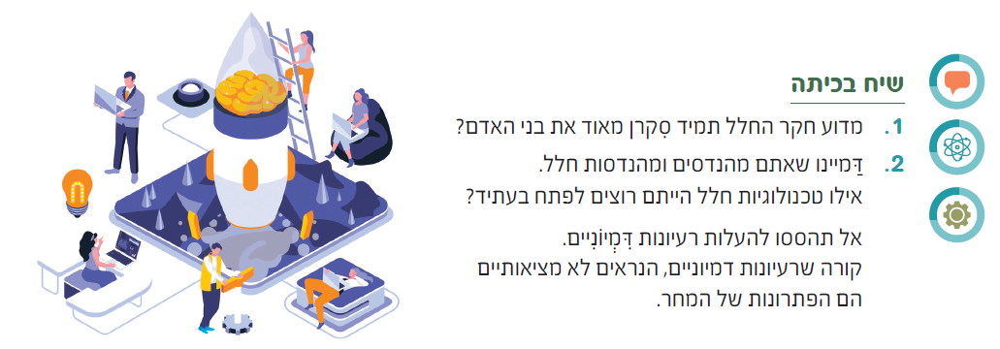 שיח בכיתה
1. מדוע חקר החלל תמיד סִקרן מאוד את בני האדם?
2. דַּמיינו שאתם מהנדסים ומהנדסות חלל.
אילו טכנולוגיות חלל הייתם רוצים לפתח בעתיד?
אל תהססו להעלות רעיונות דִּמְיוֹנִיים.
קורה שרעיונות דמיוניים, הנראים לא מציאותיים
הם הפתרונות של המחר.